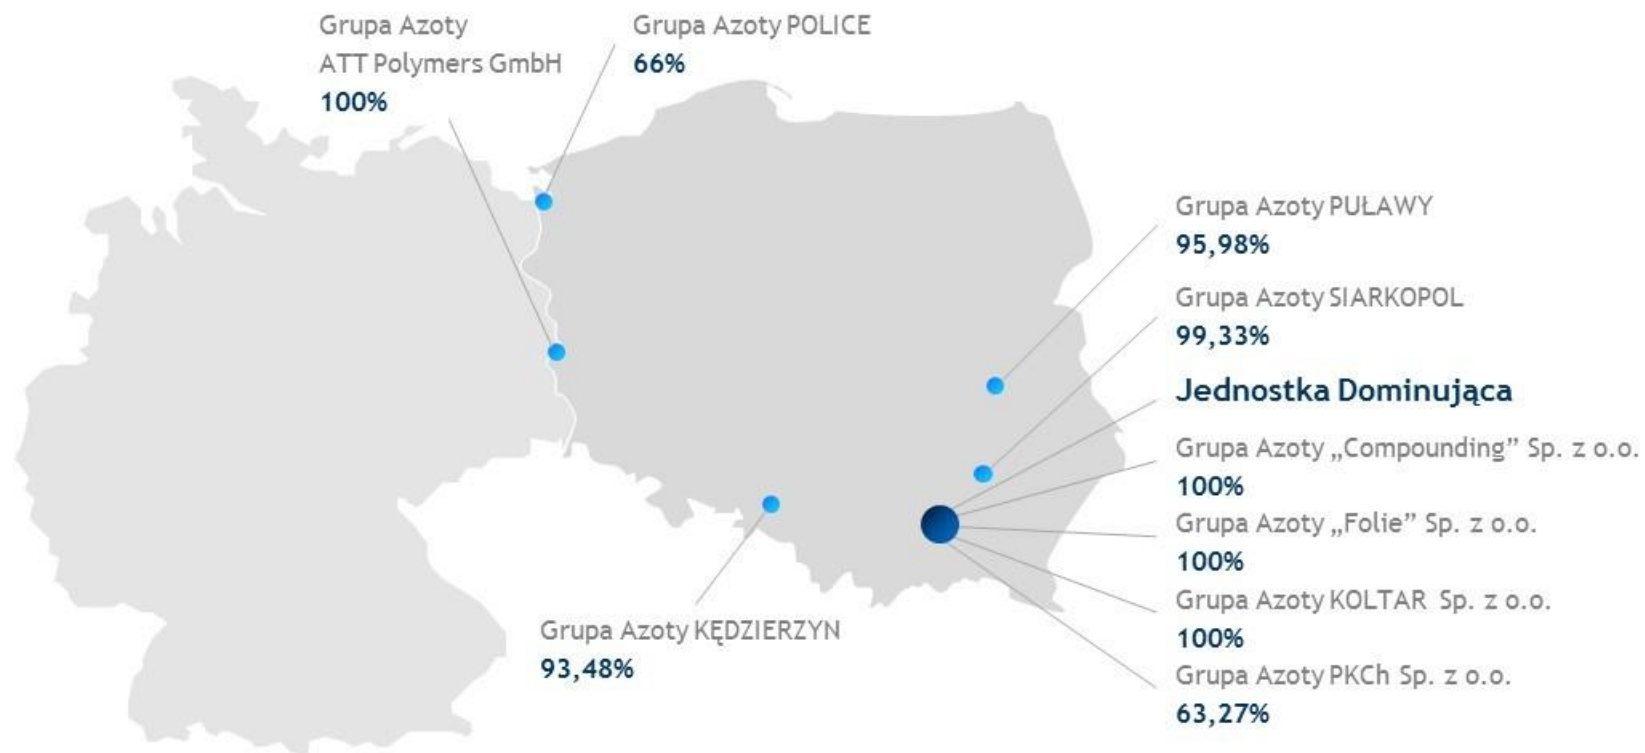 Grupa Azoty
ATT Polymers GmbH
100%
Grupa Azoty POLICE
66%
Grupa Azoty PUŁAWY
95,98%
Grupa Azoty SIARKOPOL
99,33%
Jednostka Dominująca
Grupa Azoty „Compounding” Sp. z o.o.
100%
Grupa Azoty „Folie” Sp. z o.o.
100%
Grupa Azoty KOLTAR Sp. z o.o.
100%
Grupa Azoty PKCh Sp. z o.o.
63,27%
Grupa Azoty KĘDZIERZYN
93,48%